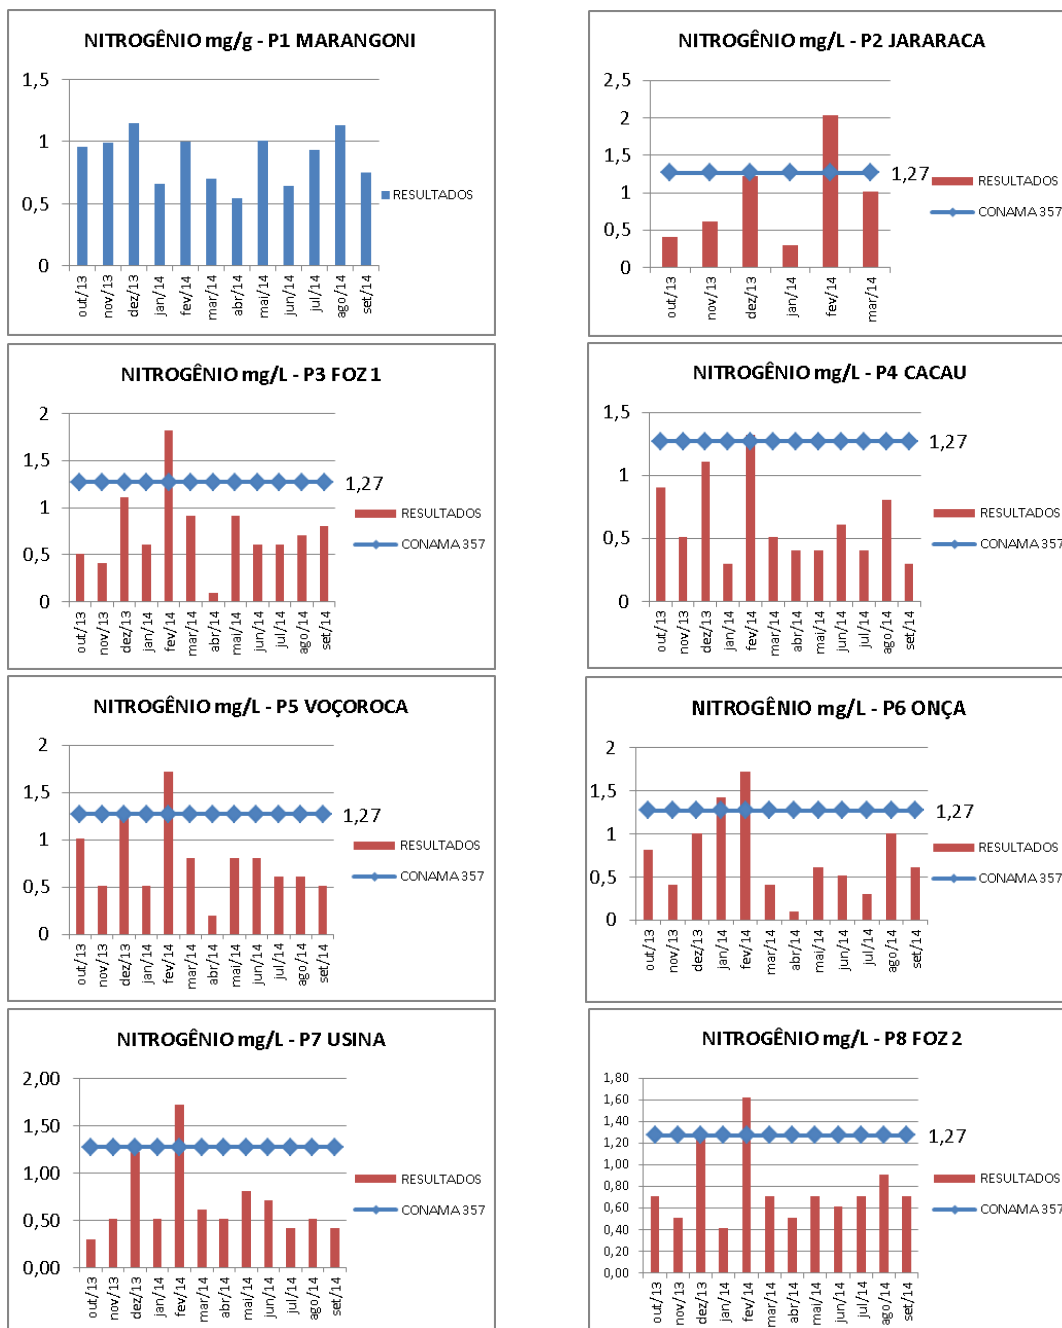 NITROGÊNIO mg/g - P1 MARANGONI
1,5
1
0,5
0
out/13
nov/13
dez/13
jan/14
fev/14
mar/14
abr/14
mai/14
jun/14
jul/14
ago/14
set/14
RESULTADOS
NITROGÊNIO mg/L - P2 JARARACA
2,5
2
1,5
1
0,5
0
out/13
nov/13
dez/13
jan/14
fev/14
mar/14
1,27
RESULTADOS
CONAMA 357
NITROGÊNIO mg/L - P3 FOZ 1
2
1,5
1
0,5
0
out/13
nov/13
dez/13
jan/14
fev/14
mar/14
abr/14
mai/14
jun/14
jul/14
ago/14
set/14
1,27
RESULTADOS
CONAMA 357
NITROGÊNIO mg/L - P4 CACAU
1,5
1
0,5
0
out/13
nov/13
dez/13
jan/14
fev/14
mar/14
abr/14
mai/14
jun/14
jul/14
ago/14
set/14
1,27
RESULTADOS
CONAMA 357
NITROGÊNIO mg/L - P5 VOÇOROCA
2
1,5
1
0,5
0
out/13
nov/13
dez/13
jan/14
fev/14
mar/14
abr/14
mai/14
jun/14
jul/14
ago/14
set/14
1,27
RESULTADOS
CONAMA 357
NITROGÊNIO mg/L - P6 ONÇA
2
1,5
1
0,5
0
out/13
nov/13
dez/13
jan/14
fev/14
mar/14
abr/14
mai/14
jun/14
jul/14
ago/14
set/14
1,27
RESULTADOS
CONAMA 357
NITROGÊNIO mg/L - P7 USINA
2,00
1,50
1,00
0,50
0,00
out/13
nov/13
dez/13
jan/14
fev/14
mar/14
abr/14
mai/14
jun/14
jul/14
ago/14
set/14
RESULTADOS
CONAMA 357
NITROGÊNIO mg/L - P8 FOZ 2
1,80
1,60
1,40
1,20
1,00
0,80
0,60
0,40
0,20
0,00
out/13
nov/13
dez/13
jan/14
fev/14
mar/14
abr/14
mai/14
jun/14
jul/14
ago/14
set/14
1,27
RESULTADOS
CONAMA 357